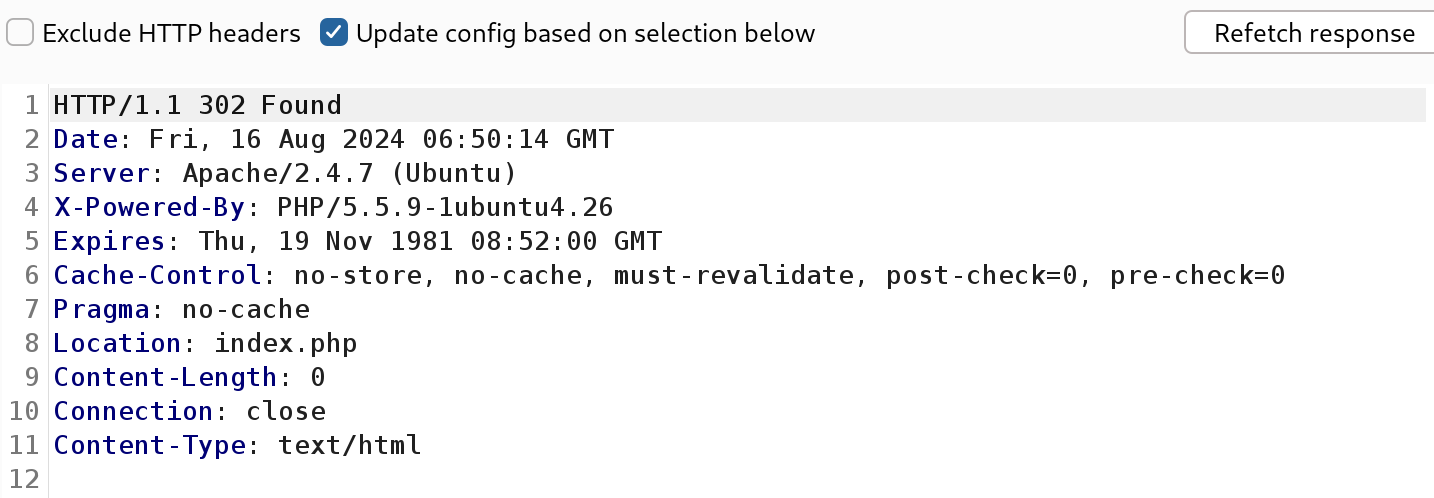 Exclude HTTP headers Update config based on selection below Refetch response
1 HTTP/1.1 302 Found
2 Date: Fri, 16 Aug 2024 06:50:14 GMT
3 Server: Apache/2.4.7 (Ubuntu)
4 X-Powered-By: PHP/5.5.9-1ubuntu4.26
5 Expires: Thu, 19 Nov 1981 08:52:00 GMT
6 Cache-Control: no-store, no-cache, must-revalidate, post-check=0, pre-check=0
7 Pragma: no-cache
8 Location: index.php
9 Content-Length: 0
10 Connection: close
11 Content-Type: text/html
12